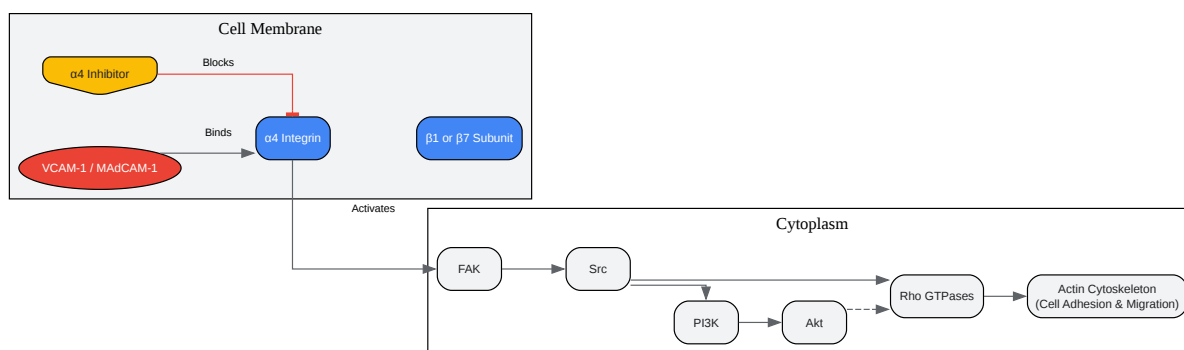 Cell Membrane
α4 Inhibitor
Blocks
Binds
α4 Integrin
β1 or β7 Subunit
VCAM-1 / MAdCAM-1
Activates
Cytoplasm
FAK
Src
PI3K
Akt
Rho GTPases
Actin Cytoskeleton
(Cell Adhesion & Migration)